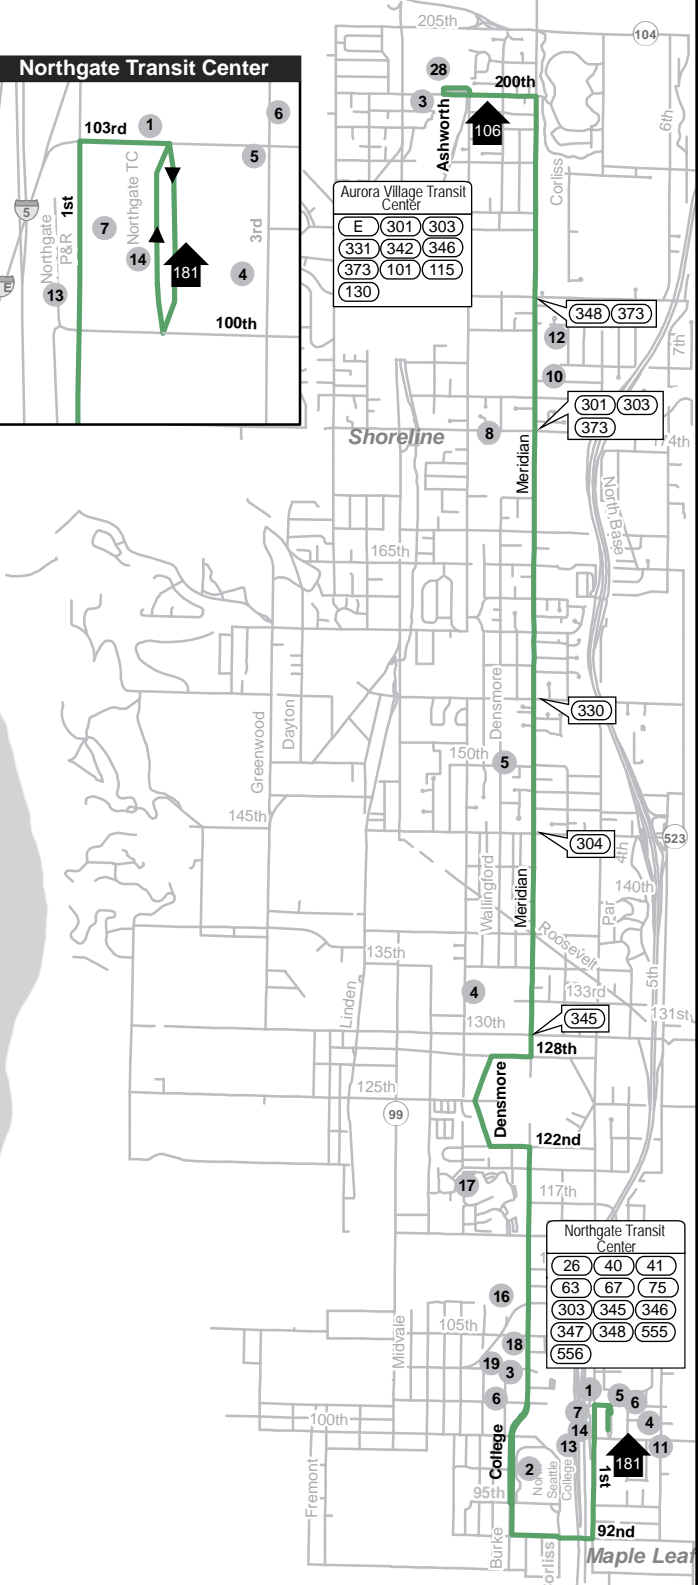 Northgate Transit Center
103rd
1
6
5
5
1st
Northgate TC
3rd
7
Northgate
P&R
14
181
4
E
13
100th
205th
104
28
200th
3
Ashworth
106
6th
Corliss
Aurora Village Transit
Center
E 301 303
331 342 346
373 101 115
130
348 373
12
7th
10
301 303
373
8
Shoreline
174th
Meridian
North Base
165th
Densmore
330
Dayton
Greenwood
150th
5
145th
304
523
4th
Wallingford
140th
Meridian
Par
Roosevelt
135th
5th
Linden
4
133rd
130th
345
131st
128th
125th
Densmore
99
122nd
17
117th
Northgate Transit
Center
26 40 41
63 67 75
303 345 346
347 348 555
556
16
105th
Midvale
18
19
3
1
5
6
6
7
100th
4
14
College
13
11
2
North
Seattle
College
181
1st
Fremont
95th
92nd
Burke
Corliss
Maple Leaf